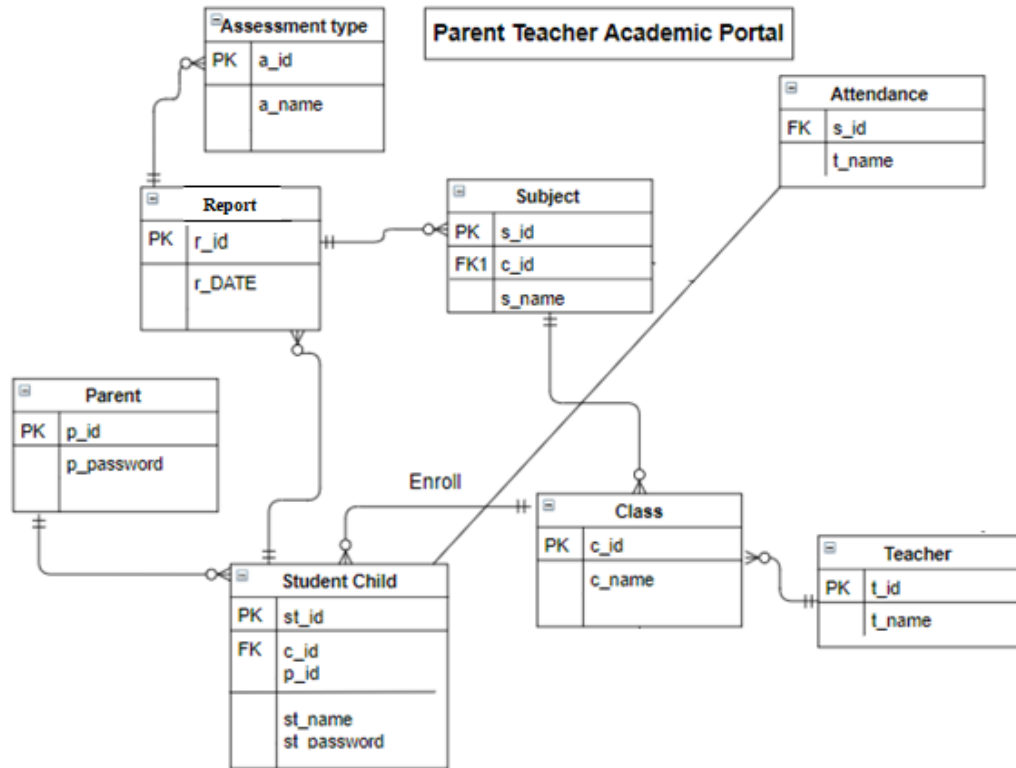 Parent Teacher Academic Portal
Assessment type
PK a_id
a_name
Attendance
FK s_id
t_name
Report
PK r_id
r_DATE
Subject
PK s_id
FK1 c_id
s_name
Parent
PK p_id
p_password
Enroll
Class
PK c_id
c_name
Teacher
PK t_id
t_name
Student Child
PK st_id
FK c_id
p_id
st_name
st_password